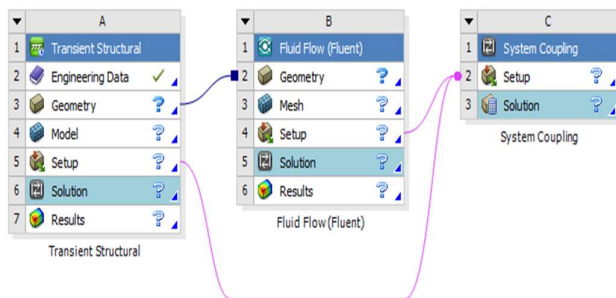 A
1 Transient Structural
2 Engineering Data ✓
3 Geometry ?
4 Model ?
5 Setup ?
6 Solution ?
7 Results ?
Transient Structural
B
1 Fluid Flow (Fluent)
2 Geometry ?
3 Mesh ?
4 Setup ?
5 Solution ?
6 Results ?
Fluid Flow (Fluent)
C
1 System Coupling
2 Setup ?
3 Solution ?
System Coupling